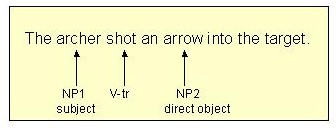 The archer shot an arrow into the target.
NP1 V-tr NP2
subject direct object